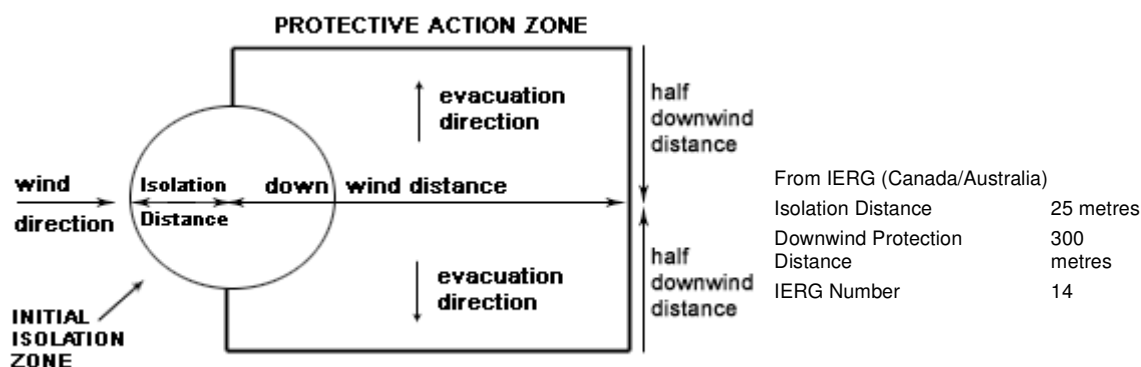 PROTECTIVE ACTION ZONE
evacuation
direction
half
downwind
distance
wind
direction
Isolation
Distance
down wind distance
evacuation
direction
half
downwind
distance
INITIAL
ISOLATION
ZONE
From IERG (Canada/Australia)
Isolation Distance 25 metres
Downwind Protection 300
Distance metres
IERG Number 14